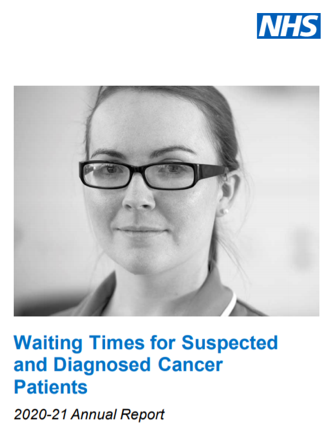 NHS
Waiting Times for Suspected
and Diagnosed Cancer
Patients
2020-21 Annual Report